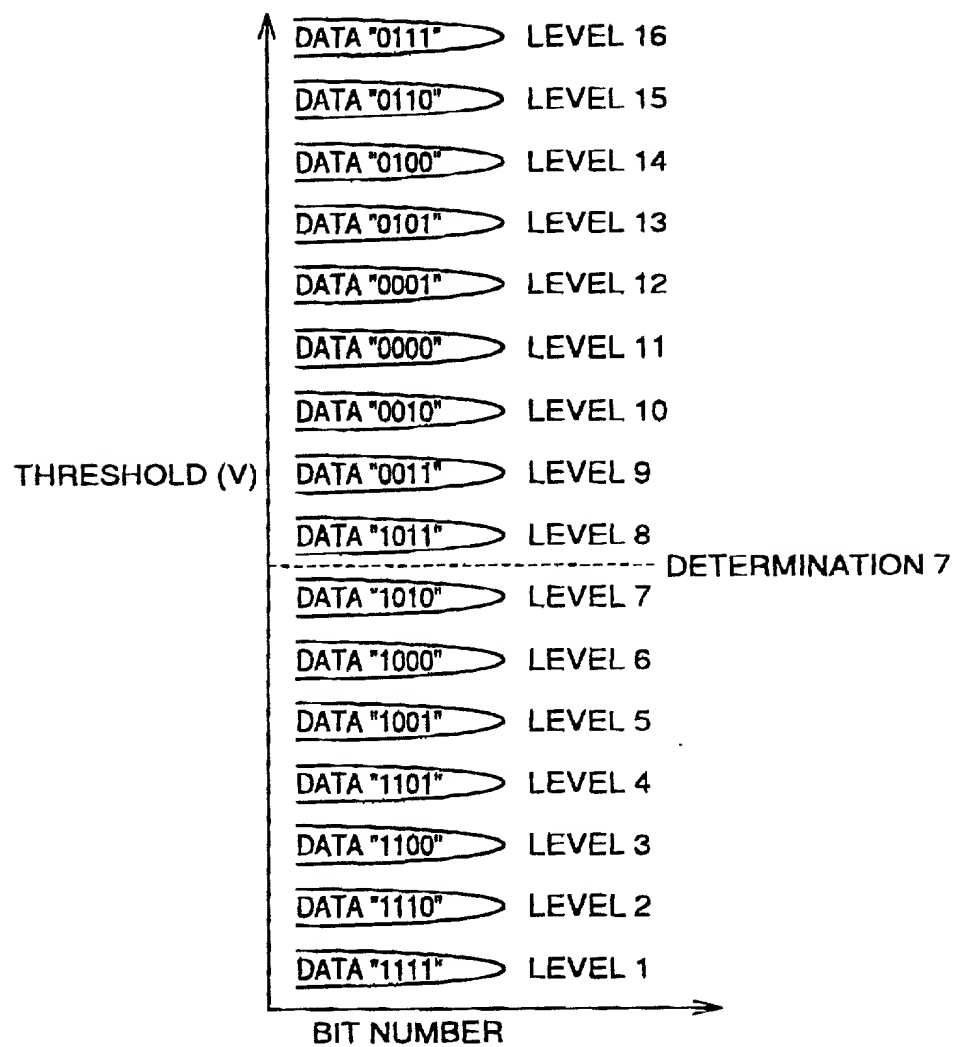 DATA "0111" LEVEL 16
DATA "0110" LEVEL 15
DATA "0100" LEVEL 14
DATA "0101" LEVEL 13
DATA "0001" LEVEL 12
DATA "0000" LEVEL 11
DATA "0010" LEVEL 10
THRESHOLD (V) DATA "0011" LEVEL 9
DATA "1011" LEVEL 8
DETERMINATION 7
DATA "1010" LEVEL 7
DATA "1000" LEVEL 6
DATA "1001" LEVEL 5
DATA "1101" LEVEL 4
DATA "1100" LEVEL 3
DATA "1110" LEVEL 2
DATA "1111" LEVEL 1
BIT NUMBER